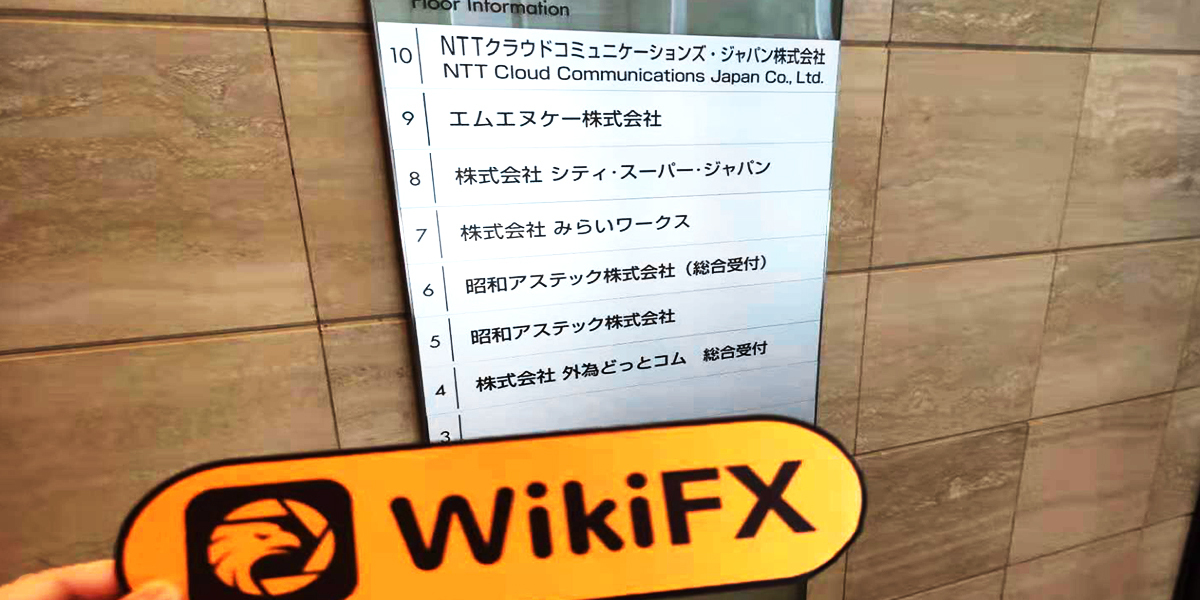 Floor Information
10 NTTクラウドコミュニケーションズ・ジャパン株式会社
NTT Cloud Communications Japan Co., Ltd.
9 エムエヌケー株式会社
8 株式会社 シティ・スーパー・ジャパン
7 株式会社 みらいワークス
6 昭和アステック株式会社（総合受付）
5 昭和アステック株式会社
4 株式会社 外為どっとコム 総合受付
3
WikiFX